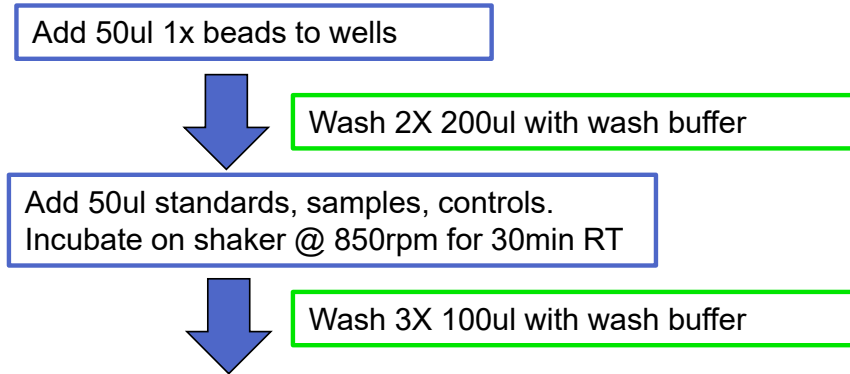 Add 50ul 1x beads to wells
Wash 2X 200ul with wash buffer
Add 50ul standards, samples, controls.
Incubate on shaker @ 850rpm for 30min RT
Wash 3X 100ul with wash buffer